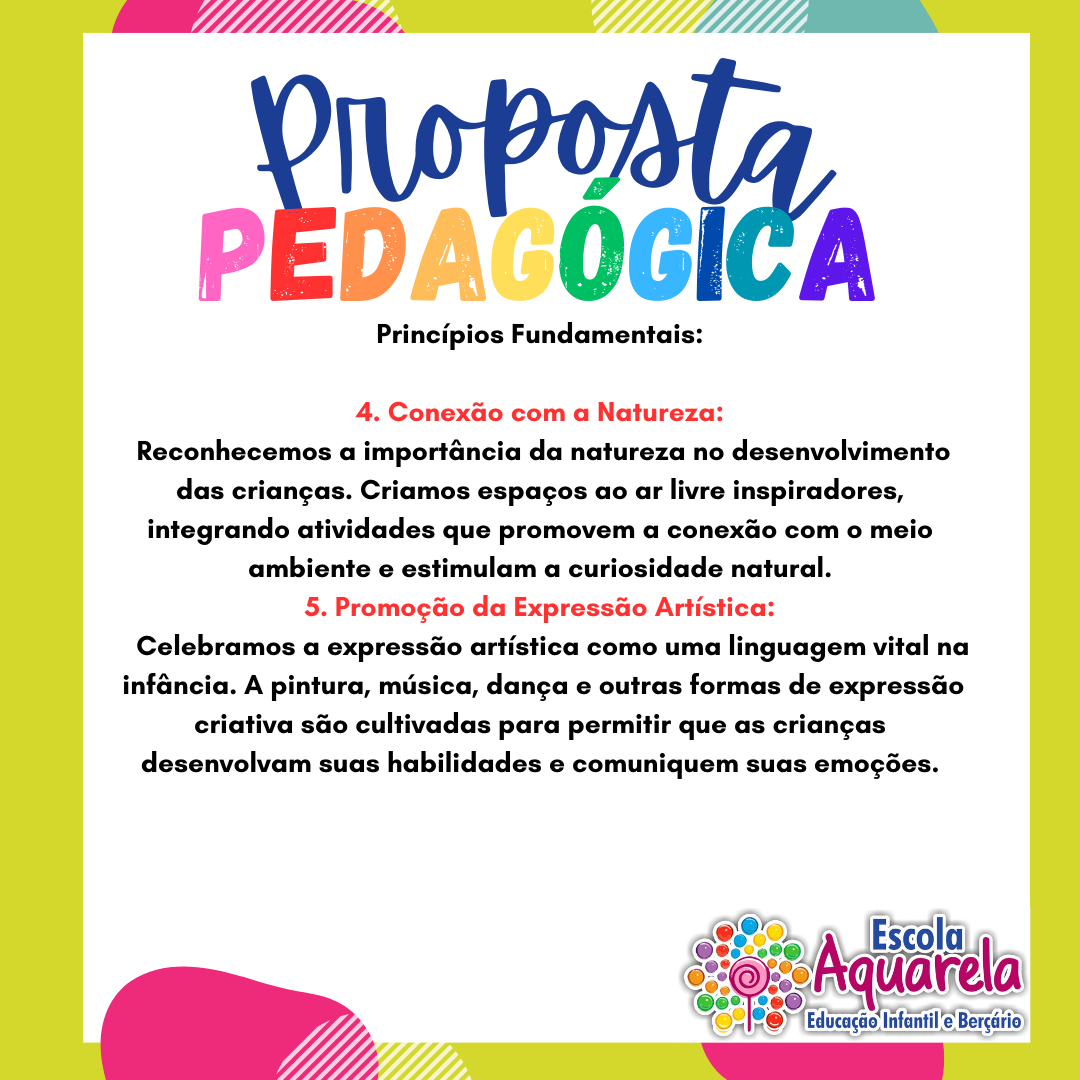 Proposta
PEDAGÓGICA
Princípios Fundamentais:
4. Conexão com a Natureza:
Reconhecemos a importância da natureza no desenvolvimento
das crianças. Criamos espaços ao ar livre inspiradores,
integrando atividades que promovem a conexão com o meio
ambiente e estimulam a curiosidade natural.
5. Promoção da Expressão Artística:
Celebramos a expressão artística como uma linguagem vital na
infância. A pintura, música, dança e outras formas de expressão
criativa são cultivadas para permitir que as crianças
desenvolvam suas habilidades e comuniquem suas emoções.
Escola
Aquarela
Educação Infantil e Berçário